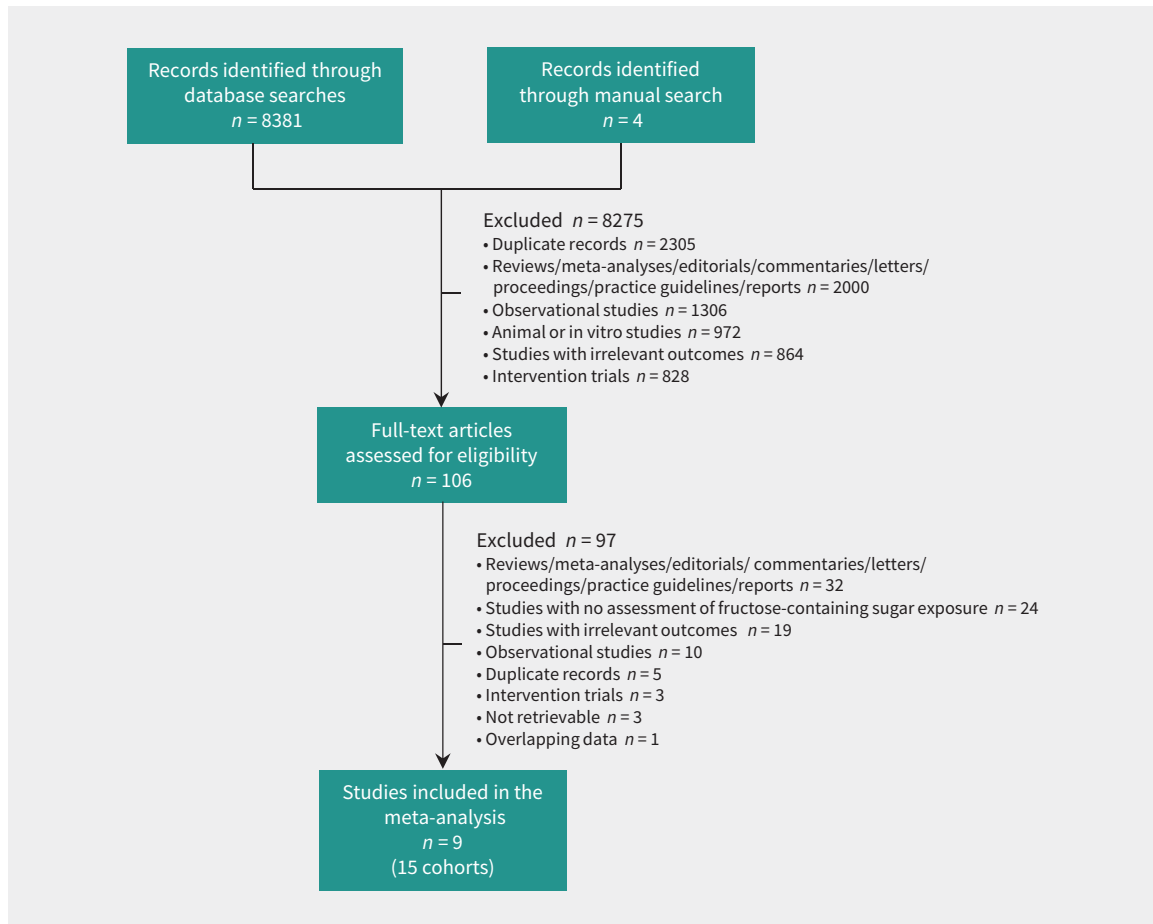 Records identified through
database searches
n = 8381
Records identified
through manual search
n = 4
Excluded n = 8275
• Duplicate records n = 2305
• Reviews/meta-analyses/editorials/commentaries/letters/
proceedings/practice guidelines/reports n = 2000
• Observational studies n = 1306
• Animal or in vitro studies n = 972
• Studies with irrelevant outcomes n = 864
• Intervention trials n = 828
Full-text articles
assessed for eligibility
n = 106
Excluded n = 97
• Reviews/meta-analyses/editorials/ commentaries/letters/
proceedings/practice guidelines/reports n = 32
• Studies with no assessment of fructose-containing sugar exposure n = 24
• Studies with irrelevant outcomes n = 19
• Observational studies n = 10
• Duplicate records n = 5
• Intervention trials n = 3
• Not retrievable n = 3
• Overlapping data n = 1
Studies included in the
meta-analysis
n = 9
(15 cohorts)